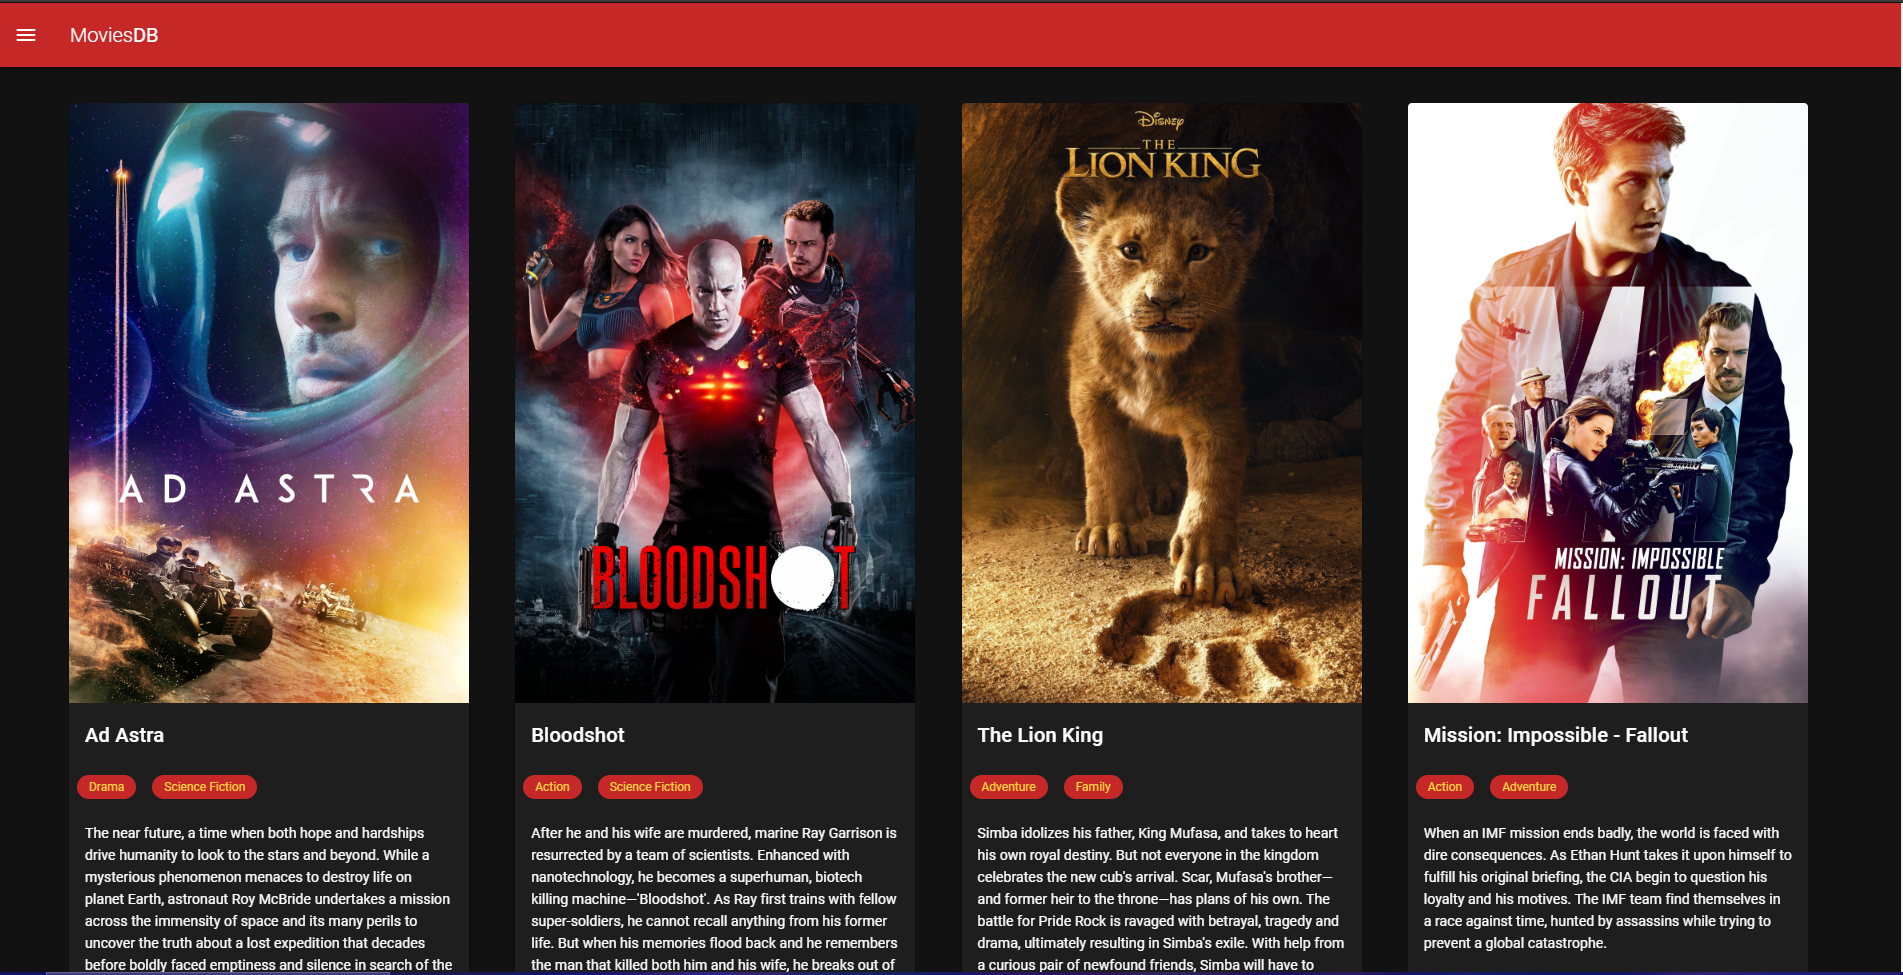 MoviesDB
AD ASTRA
Ad Astra
Drama
Science Fiction
The near future, a time when both hope and hardships
drive humanity to look to the stars and beyond. While a
mysterious phenomenon menaces to destroy life on
planet Earth, astronaut Roy McBride undertakes a mission
across the immensity of space and its many perils to
uncover the truth about a lost expedition that decades
before boldly faced emptiness and silence in search of the
BLOODSHOT
Bloodshot
Action
Science Fiction
After he and his wife are murdered, marine Ray Garrison is
resurrected by a team of scientists. Enhanced with
nanotechnology, he becomes a superhuman, biotech
killing machine—'Bloodshot'. As Ray first trains with fellow
super-soldiers, he cannot recall anything from his former
life. But when his memories flood back and he remembers
the man that killed both him and his wife, he breaks out of
Disney
THE
LION KING
The Lion King
Adventure
Family
Simba idolizes his father, King Mufasa, and takes to heart
his own royal destiny. But not everyone in the kingdom
celebrates the new cub's arrival. Scar, Mufasa's brother—
and former heir to the throne—has plans of his own. The
battle for Pride Rock is ravaged with betrayal, tragedy and
drama, ultimately resulting in Simba's exile. With help from
a curious pair of newfound friends, Simba will have to
MISSION: IMPOSSIBLE
FALLOUT
Mission: Impossible - Fallout
Action
Adventure
When an IMF mission ends badly, the world is faced with
dire consequences. As Ethan Hunt takes it upon himself to
fulfill his original briefing, the CIA begin to question his
loyalty and his motives. The IMF team find themselves in
a race against time, hunted by assassins while trying to
prevent a global catastrophe.